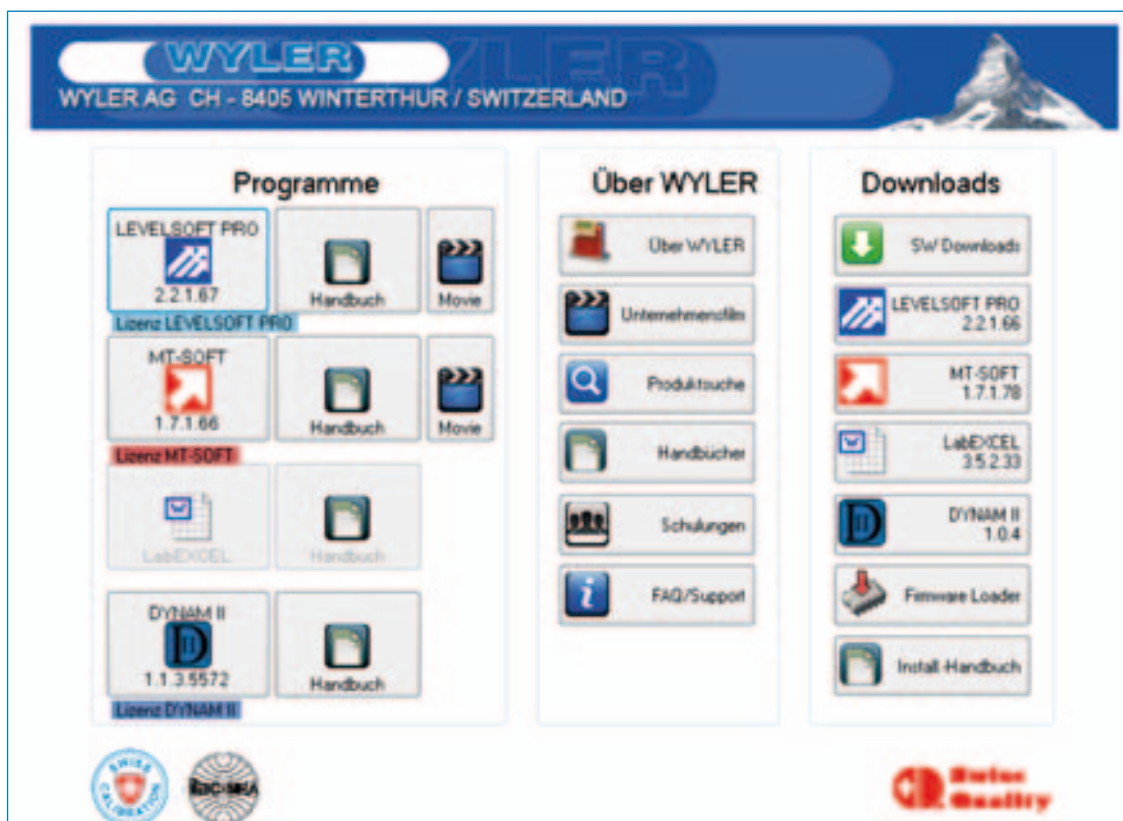 WYLER
WYLER AG CH - 8405 WINTERTHUR / SWITZERLAND
Programme
LEVELSOFT PRO
2.2.1.67
Handbuch
Movie
Lizenz LEVELSOFT PRO
MT-SOFT
1.7.1.66
Handbuch
Movie
Lizenz MT-SOFT
LabEXCEL
Handbuch
DYNAM II
1.1.3.5572
Handbuch
Lizenz DYNAM II
Über WYLER
Über WYLER
Unternehmensfilm
Produktsuche
Handbücher
Schulungen
FAQ/Support
Downloads
SW Downloads
LEVELSOFT PRO
2.2.1.66
MT-SOFT
1.7.1.78
LabEXCEL
3.5.2.33
DYNAM II
1.0.4
Firmware Loader
Install-Handbuch
SWISS
CALIBRATION
ilac-MRA
Swiss
Quality